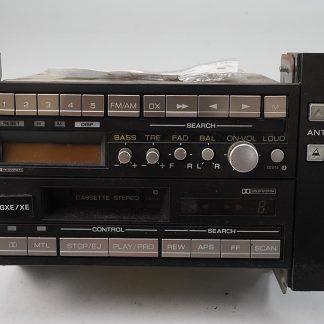 1 2 3 4 5 FM/AM DX M
RESET H M DISP SEARCH
BASS TRE FAD BAL ON-VOL LOUD
- + - + F R L R
ANT
CASSETTE STEREO
GXE/XE
CONTROL SEARCH
MTL STOP/EJ PLAY/PRO REW APS FF SCAN